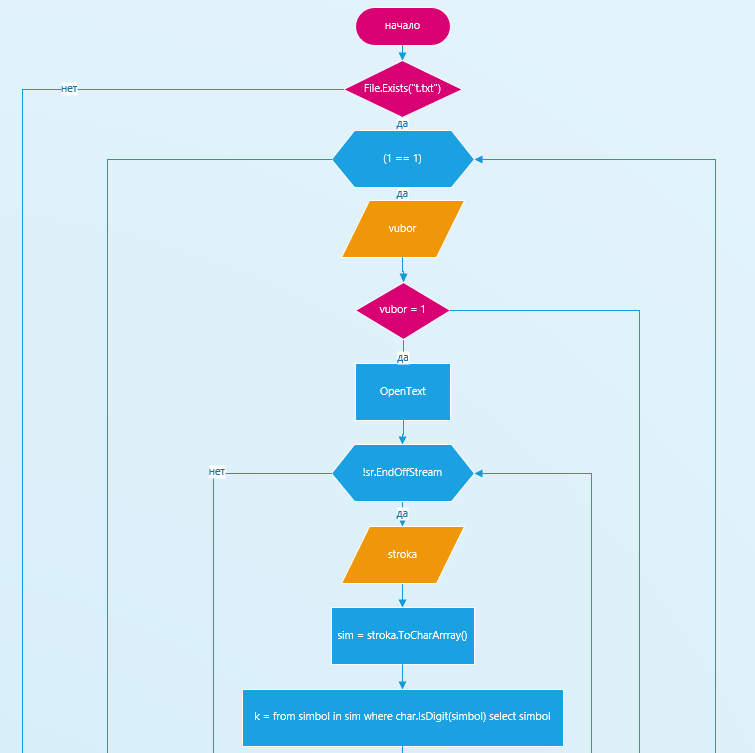 начало
нет
File.Exists("t.txt")
да
(1 == 1)
да
vubor
vubor = 1
да
OpenText
нет
!sr.EndOffStream
да
stroka
sim = stroka.ToCharArrray()
k = from simbol in sim where char.IsDigit(simbol) select simbol